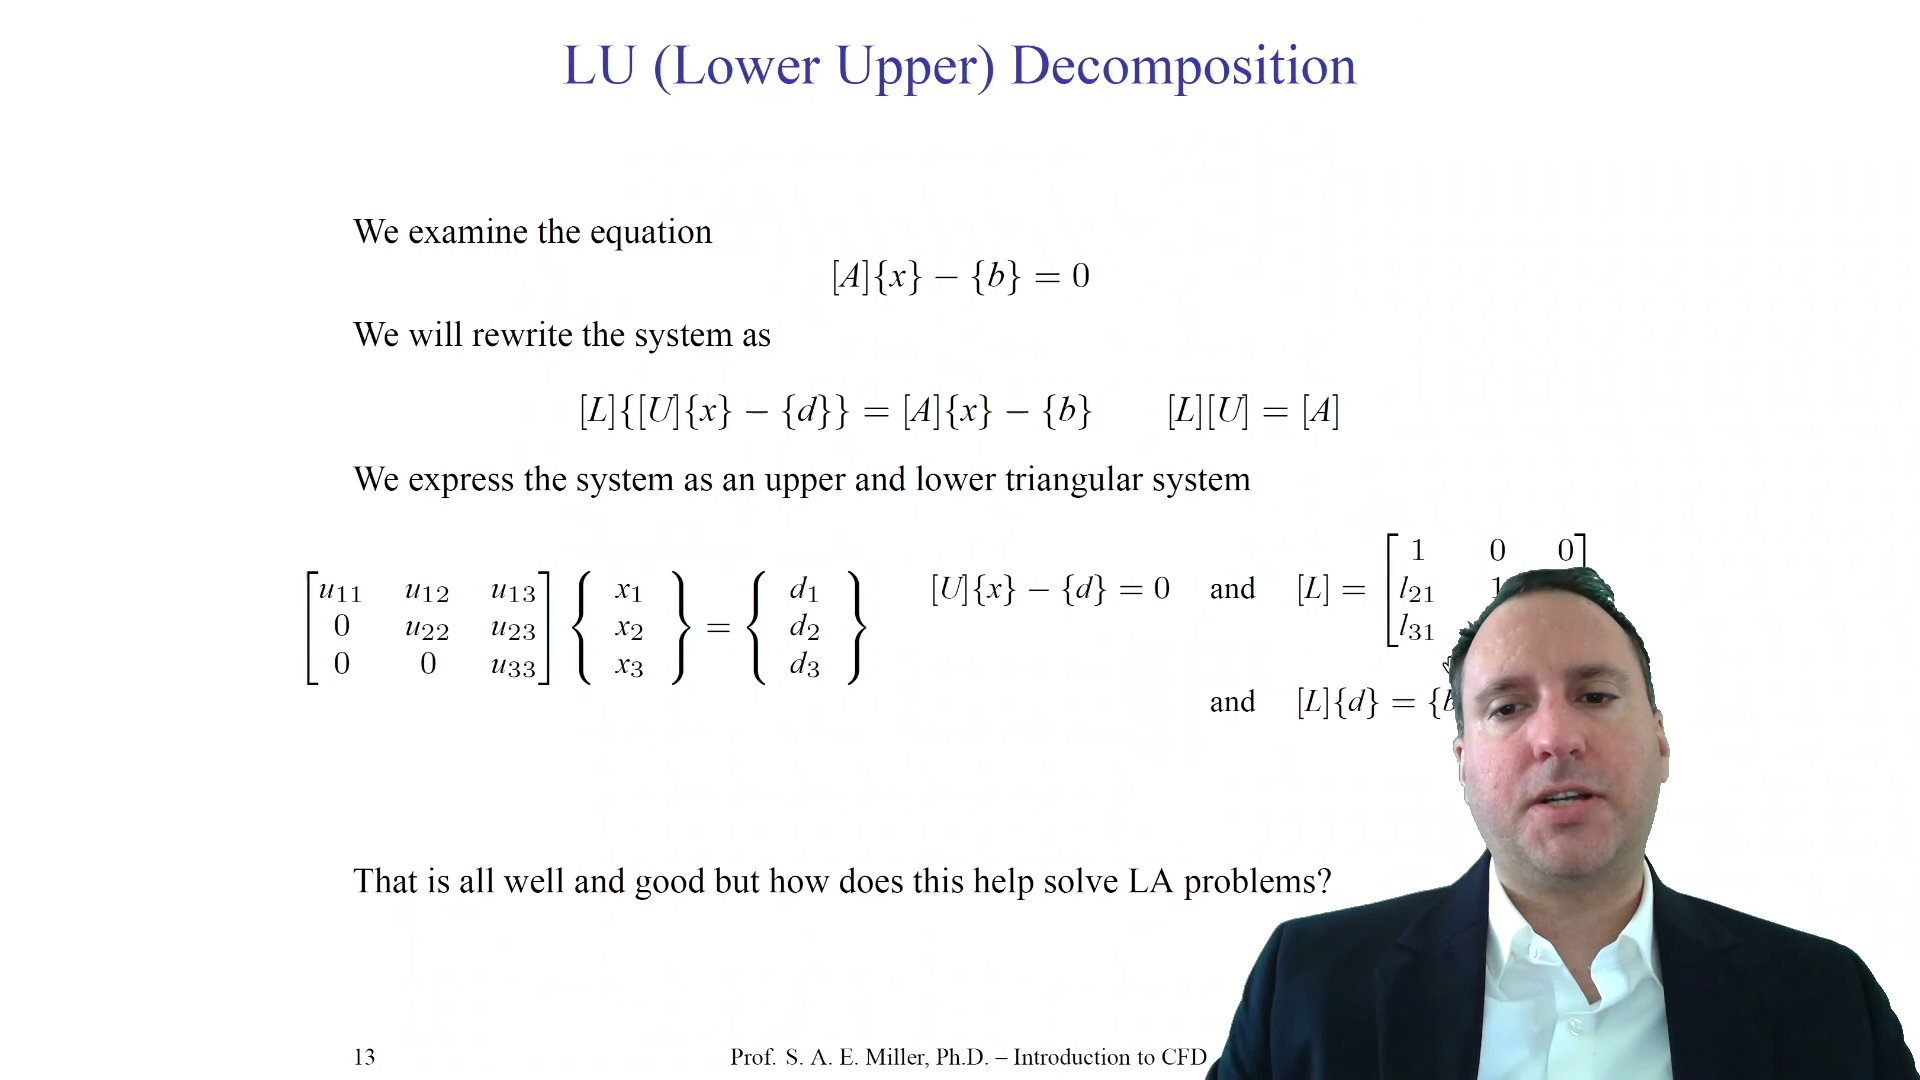 LU (Lower Upper) Decomposition
We examine the equation
[A]{x} − {b} = 0
We will rewrite the system as
[L]{[U]{x} − {d}} = [A]{x} − {b} [L][U] = [A]
We express the system as an upper and lower triangular system
[u11 u12 u13
0 u22 u23
0 0 u33]
{x1
x2
x3}
=
{d1
d2
d3}
[U]{x} − {d} = 0 and [L] =
[1 0 0]
l21 1
l31
and [L]{d} = {b
That is all well and good but how does this help solve LA problems?
13
Prof. S. A. E. Miller, Ph.D. – Introduction to CFD